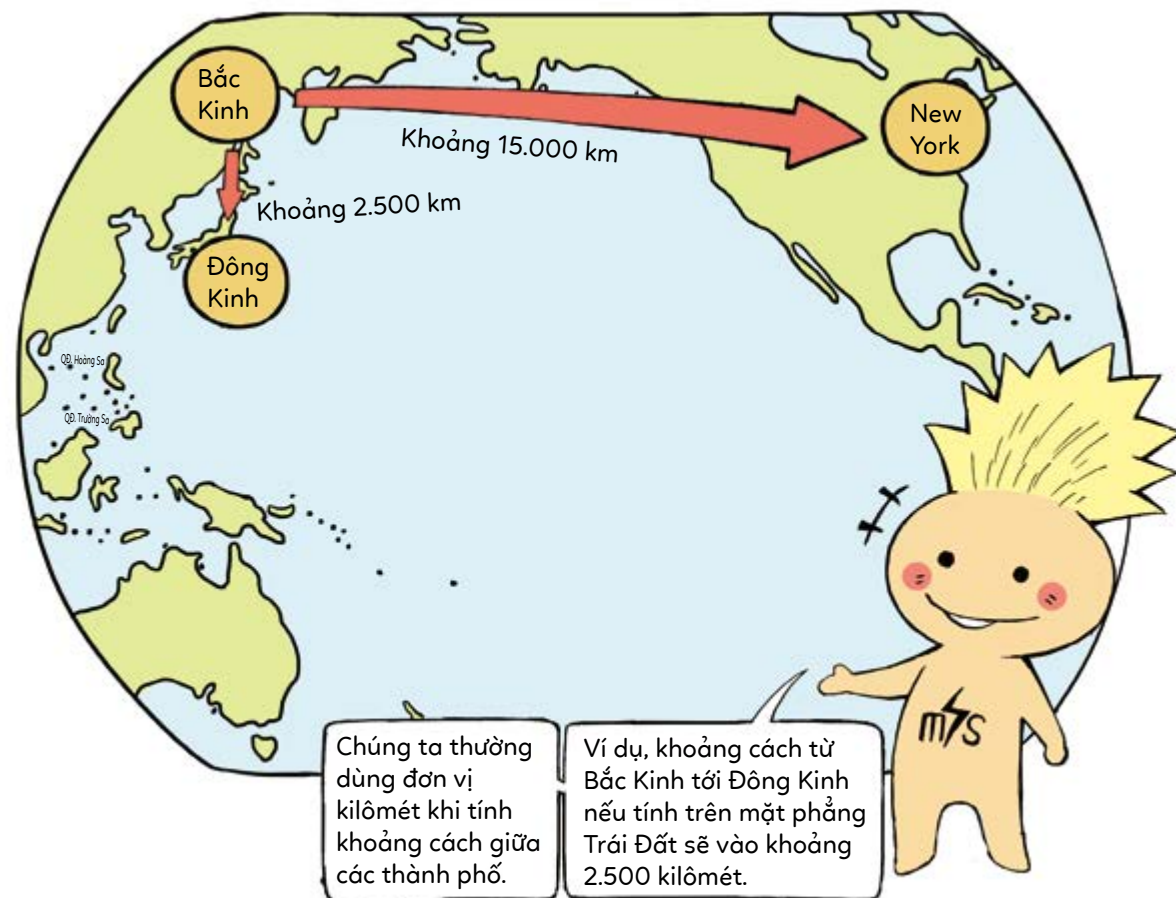 Bắc
Kinh
New
York
Khoảng 15.000 km
Khoảng 2.500 km
Đông
Kinh
QĐ. Hoàng Sa
QĐ. Trường Sa
m/s
Chúng ta thường
dùng đơn vị
kilômét khi tính
khoảng cách giữa
các thành phố.
Ví dụ, khoảng cách từ
Bắc Kinh tới Đông Kinh
nếu tính trên mặt phẳng
Trái Đất sẽ vào khoảng
2.500 kilômét.